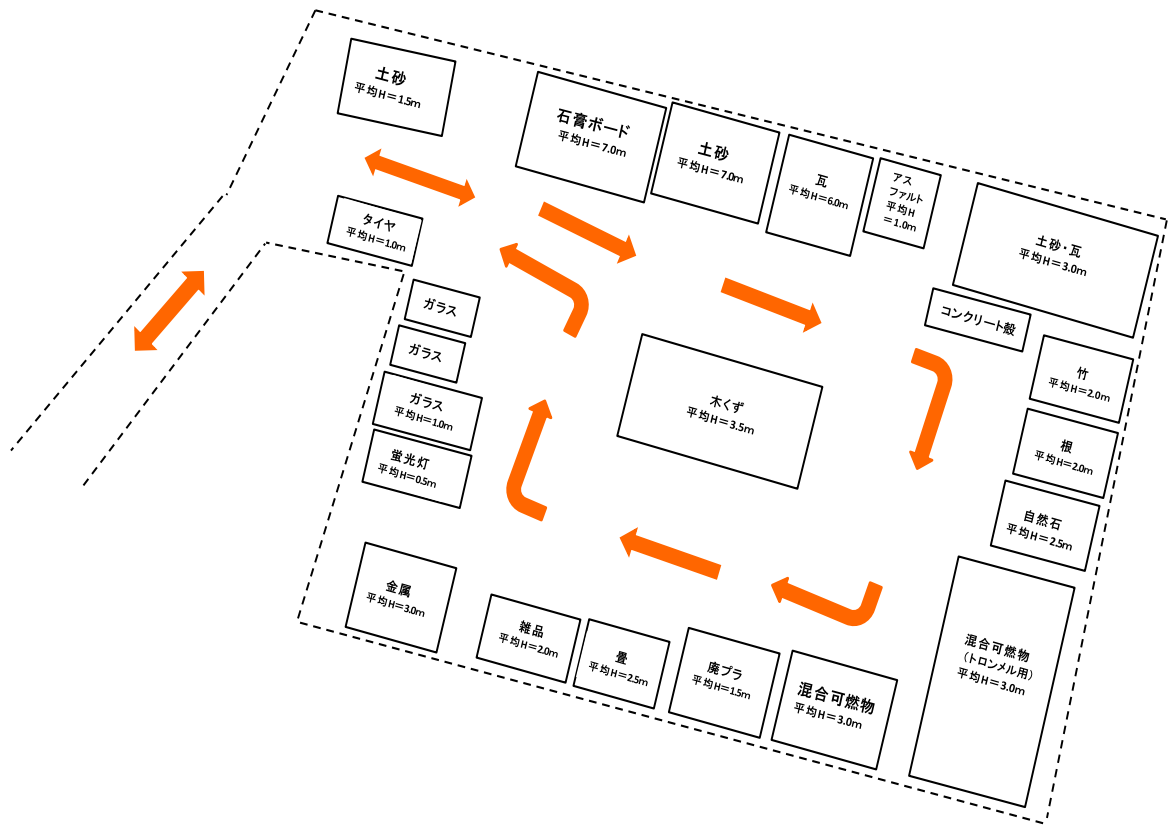 土砂
平均H＝1.5m
石膏ボード
平均H＝7.0m
土砂
平均H＝7.0m
瓦
平均H＝6.0m
アス
ファルト
平均H
＝1.0m
土砂・瓦
平均H＝3.0m
タイヤ
平均H＝1.0m
ガラス
コンクリート殻
ガラス
竹
平均H＝2.0m
ガラス
平均H＝1.0m
木くず
平均H＝3.5m
根
平均H＝2.0m
蛍光灯
平均H＝0.5m
自然石
平均H＝2.5m
金属
平均H＝3.0m
雑品
平均H＝2.0m
畳
平均H＝2.5m
廃プラ
平均H＝1.5m
混合可燃物
平均H＝3.0m
混合可燃物
（トロンメル用）
平均H＝3.0m